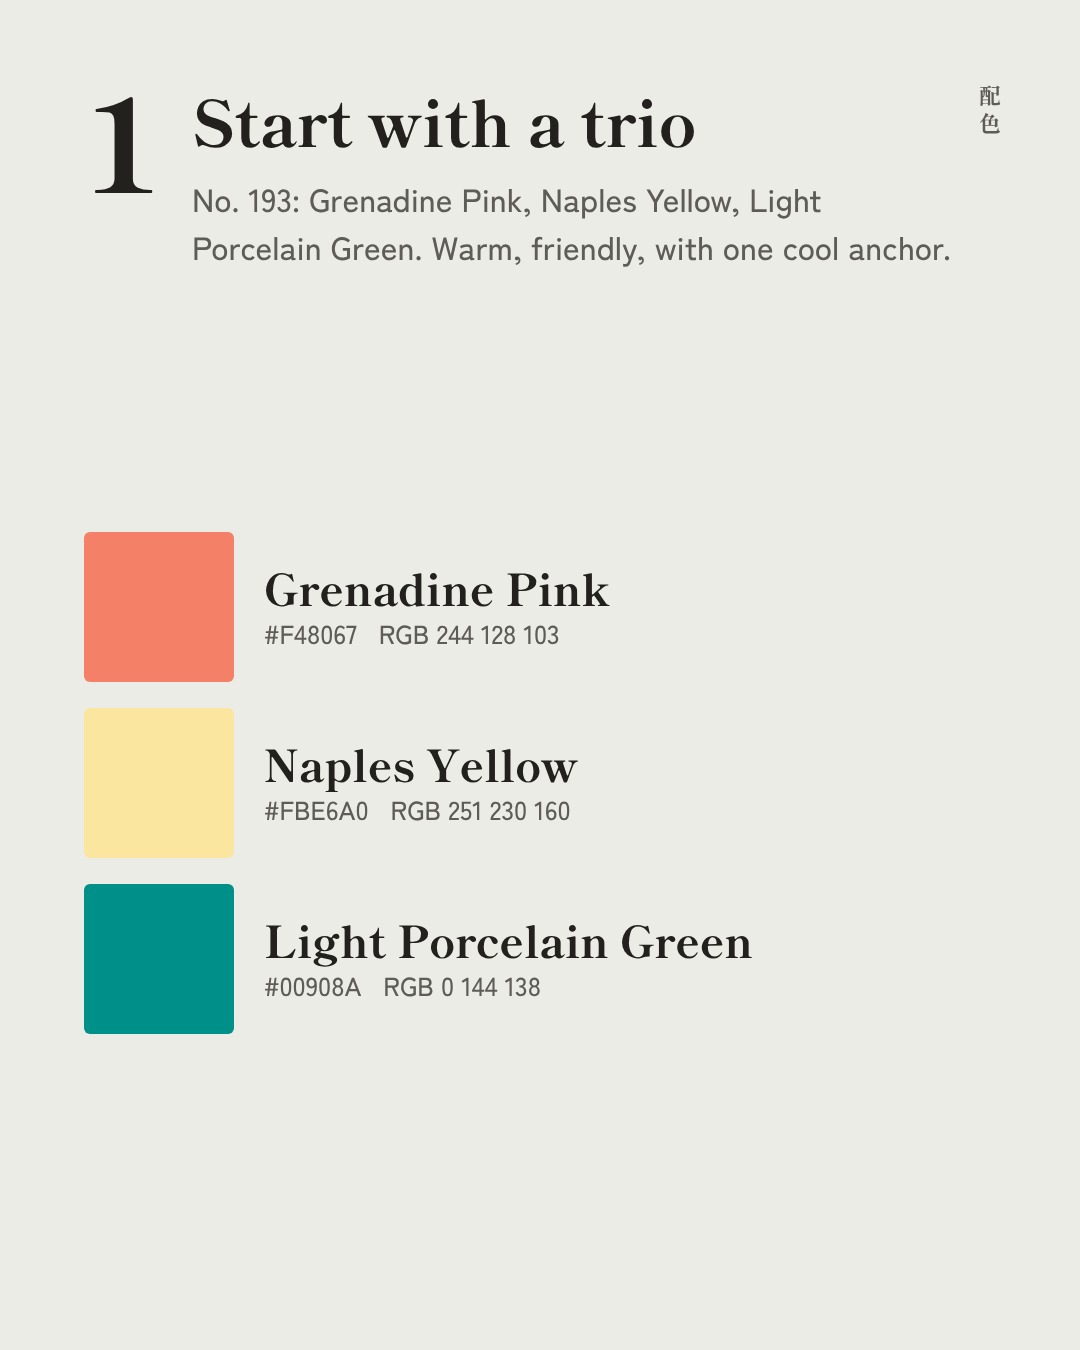 1
Start with a trio
配色
No. 193: Grenadine Pink, Naples Yellow, Light
Porcelain Green. Warm, friendly, with one cool anchor.
Grenadine Pink
#F48067 RGB 244 128 103
Naples Yellow
#FBE6A0 RGB 251 230 160
Light Porcelain Green
#00908A RGB 0 144 138